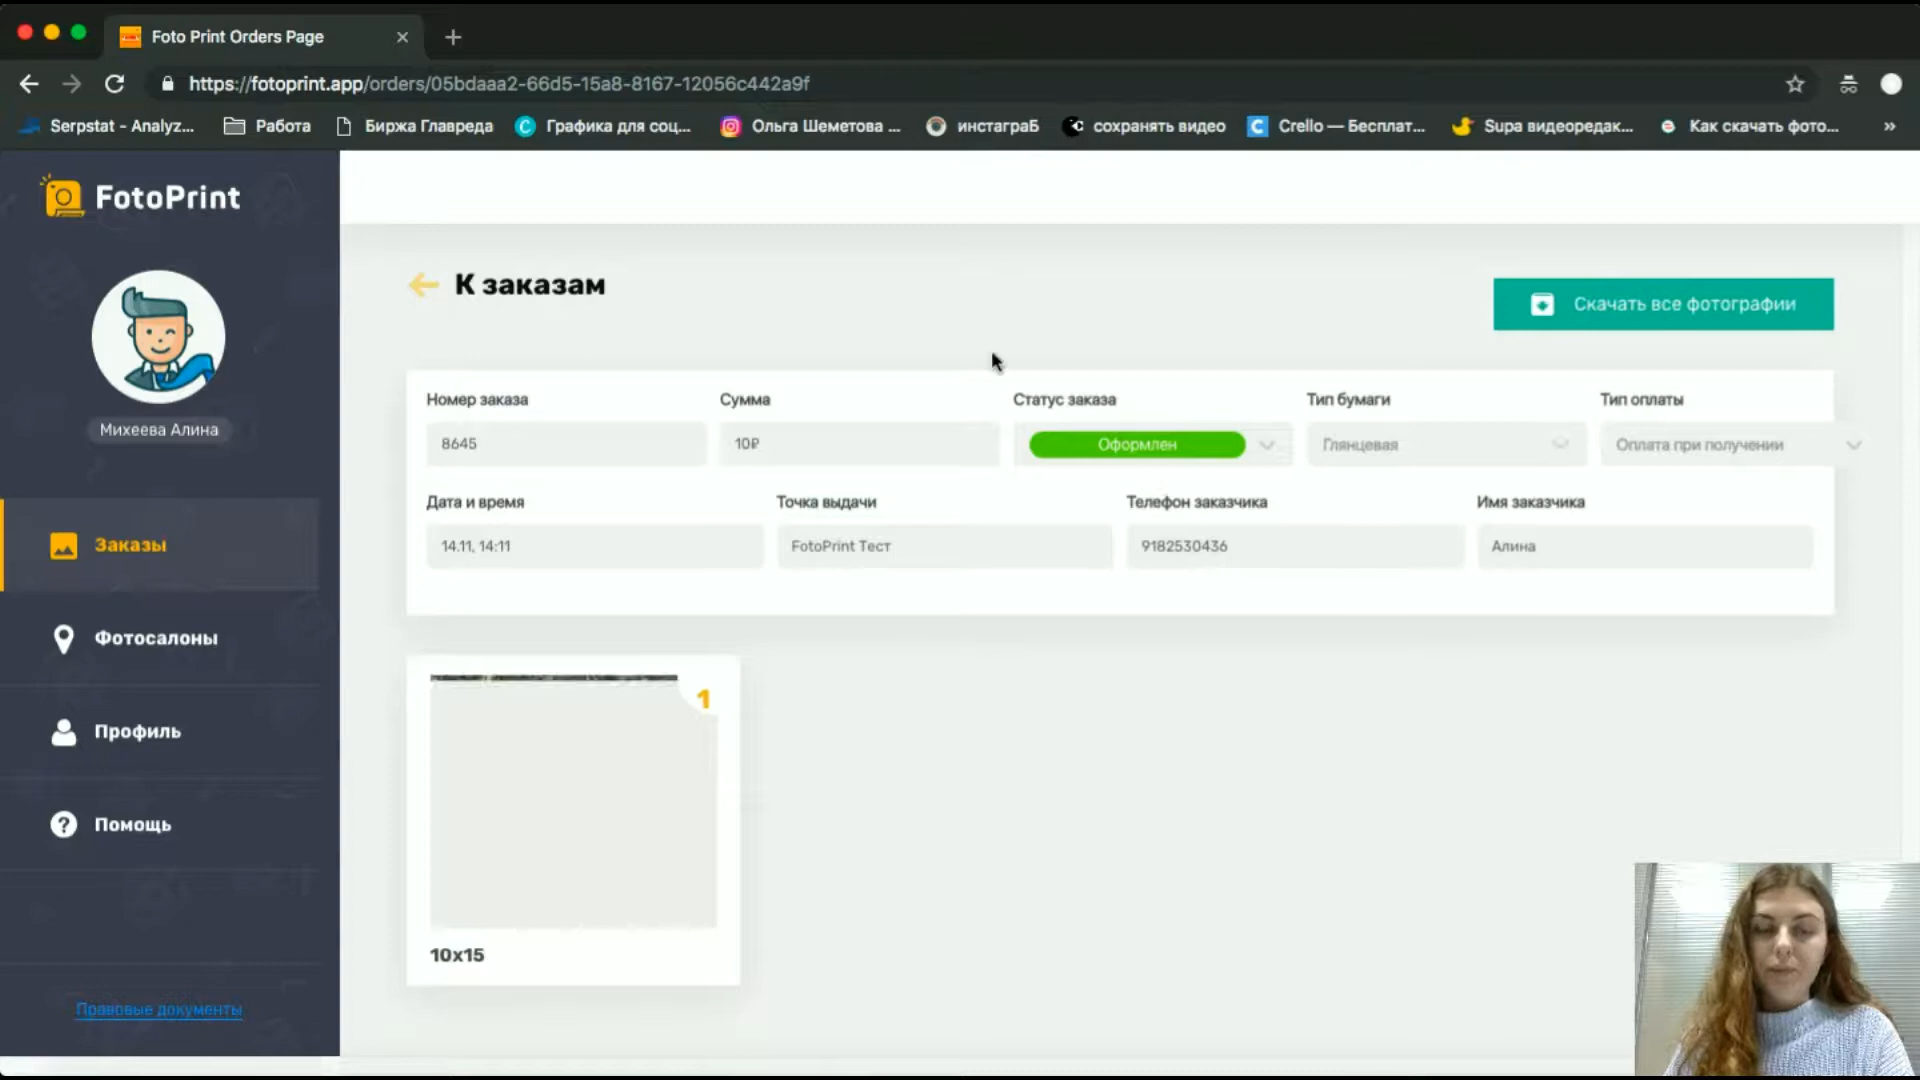 Foto Print Orders Page
https://fotoprint.app/orders/05bdaaa2-66d5-15a8-8167-12056c442a9f
Serpstat - Analyz... Работа Биржа Главреда Графика для соц... Ольга Шеметова ... инстаграБ сохранять видео Crello — Бесплат... Supa видеоредак... Как скачать фото... »
FotoPrint
Михеева Алина
Заказы
Фотосалоны
Профиль
Помощь
Правовые документы
К заказам
Скачать все фотографии
Номер заказа Сумма Статус заказа Тип бумаги Тип оплаты
8645 10₽ Оформлен Глянцевая Оплата при получении
Дата и время Точка выдачи Телефон заказчика Имя заказчика
14.11, 14:11 FotoPrint Тест 9182530436 Алина
1
10x15